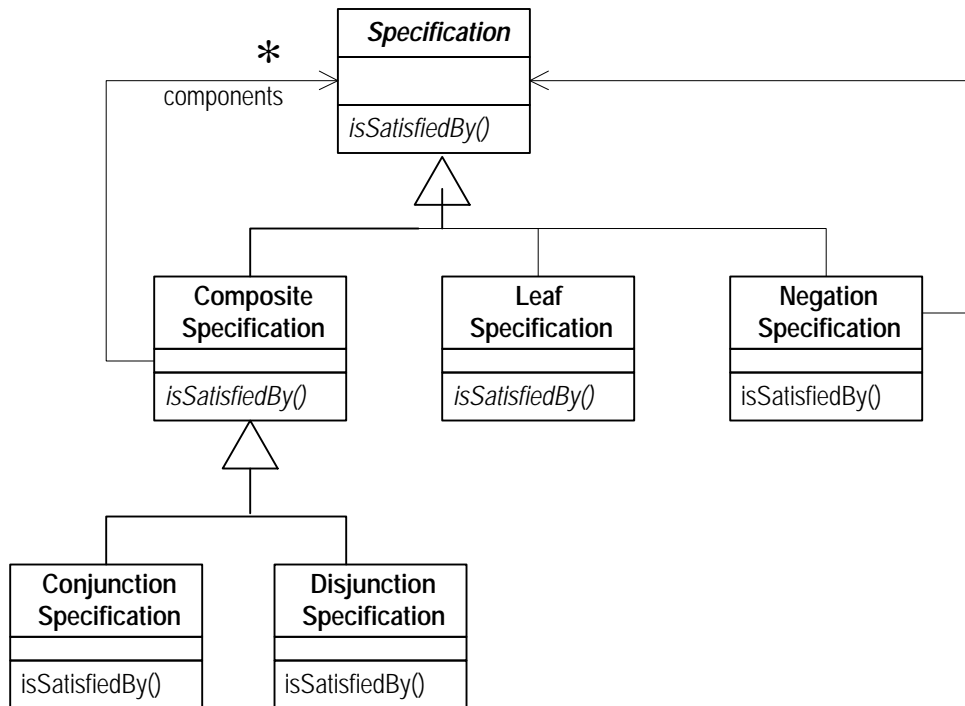 Specification
*
components
isSatisfiedBy()
Composite
Specification
isSatisfiedBy()
Leaf
Specification
isSatisfiedBy()
Negation
Specification
isSatisfiedBy()
Conjunction
Specification
isSatisfiedBy()
Disjunction
Specification
isSatisfiedBy()